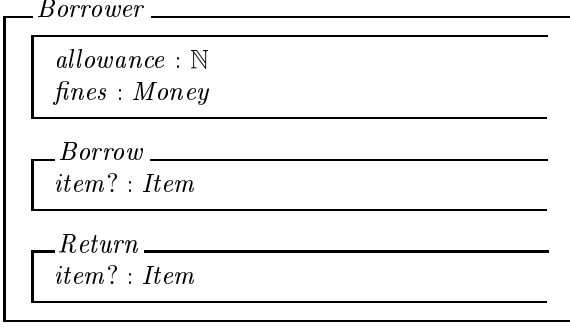 Borrower
allowance : ℕ
fines : Money
Borrow
item? : Item
Return
item? : Item